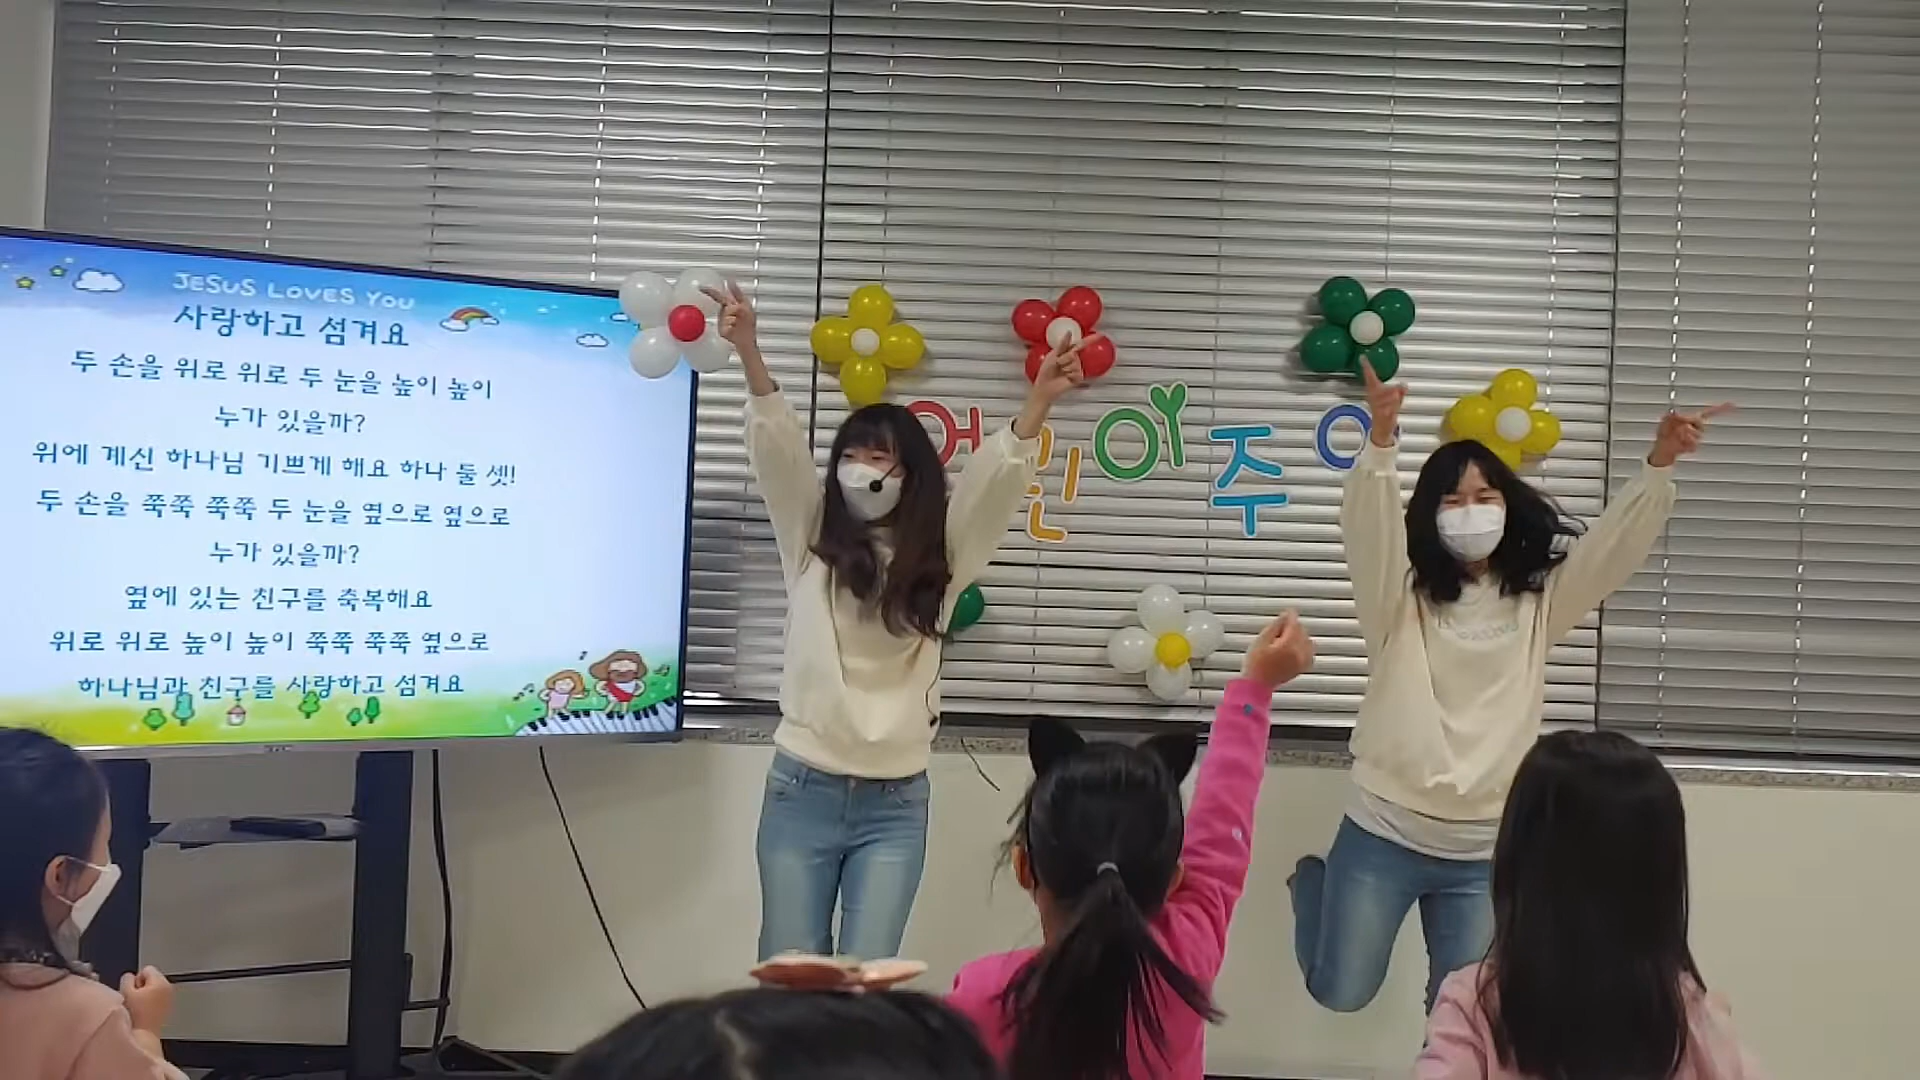 JESUS LOVES YOU
사랑하고 섬겨요
두 손을 위로 위로 두 눈을 높이 높이
누가 있을까?
위에 계신 하나님 기쁘게 해요 하나 둘 셋!
두 손을 쭉쭉 쭉쭉 두 눈을 옆으로 옆으로
누가 있을까?
옆에 있는 친구를 축복해요
위로 위로 높이 높이 쭉쭉 쭉쭉 옆으로
하나님과 친구를 사랑하고 섬겨요
어린이주